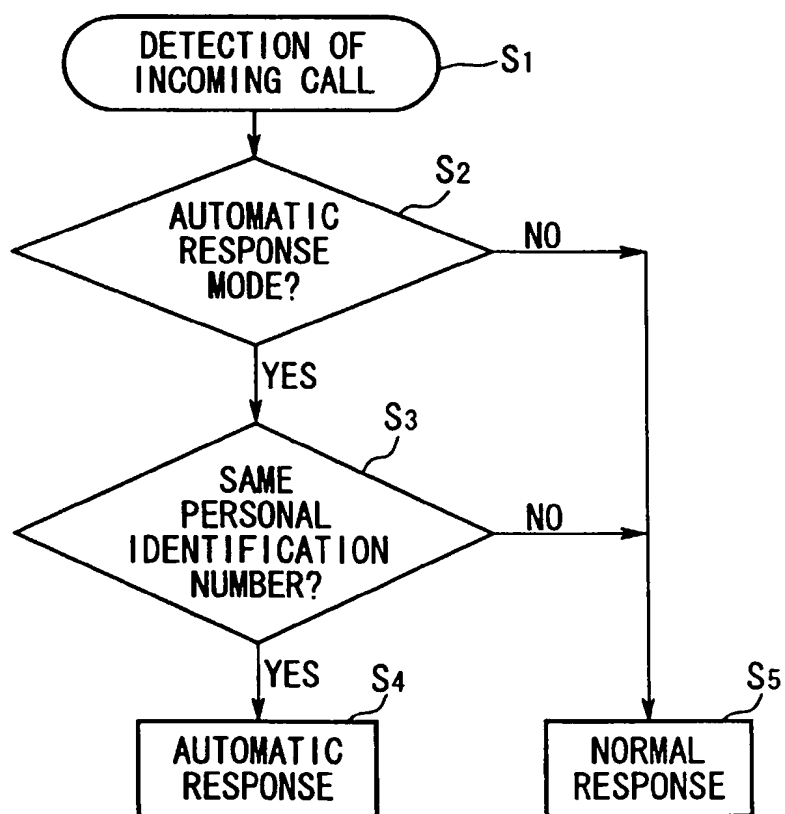 DETECTION OF
INCOMING CALL
S1
S2
AUTOMATIC
RESPONSE
MODE?
NO
YES
S3
SAME
PERSONAL
IDENTIFICATION
NUMBER?
NO
YES
S4
AUTOMATIC
RESPONSE
S5
NORMAL
RESPONSE